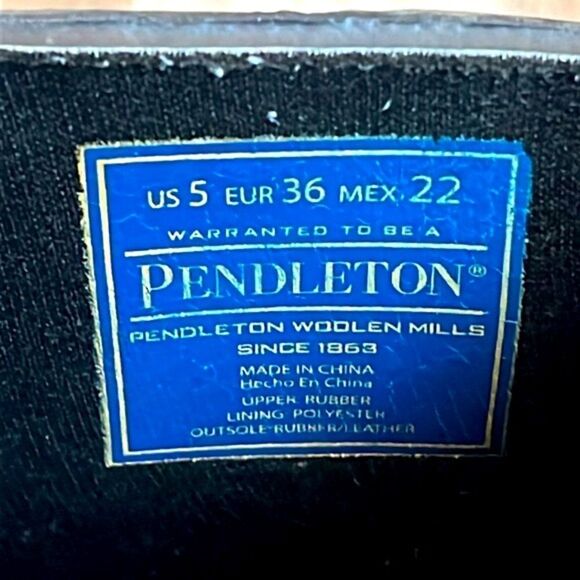 US 5 EUR 36 MEX 22
WARRANTED TO BE A
PENDLETON®
PENDLETON WOOLEN MILLS
SINCE 1863
MADE IN CHINA
Hecho En China
UPPER RUBBER
LINING POLYESTER
OUTSOLE-RUBBER/LEATHER